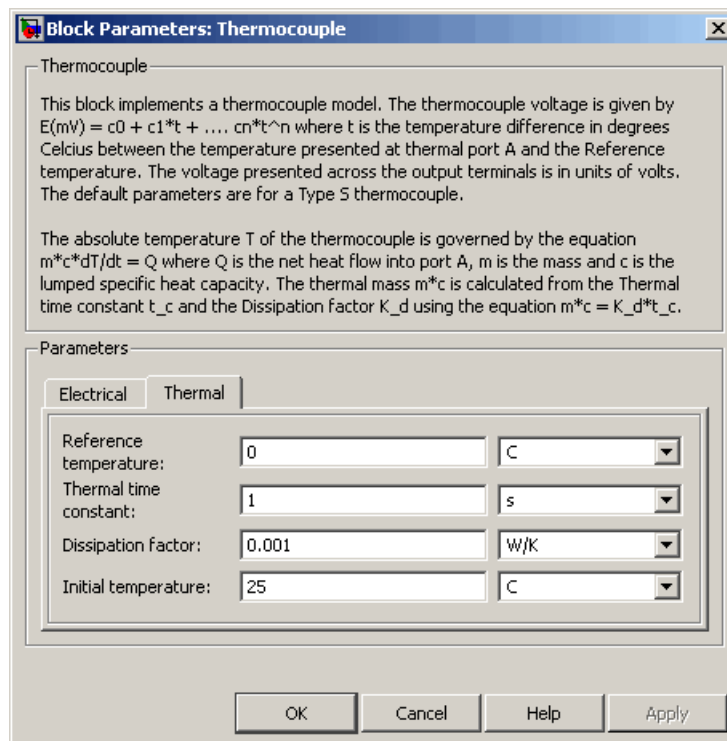 Block Parameters: Thermocouple
Thermocouple
This block implements a thermocouple model. The thermocouple voltage is given by
E(mV) = c0 + c1*t + .... cn*t^n where t is the temperature difference in degrees
Celcius between the temperature presented at thermal port A and the Reference
temperature. The voltage presented across the output terminals is in units of volts.
The default parameters are for a Type S thermocouple.
The absolute temperature T of the thermocouple is governed by the equation
m*c*dT/dt = Q where Q is the net heat flow into port A, m is the mass and c is the
lumped specific heat capacity. The thermal mass m*c is calculated from the Thermal
time constant t_c and the Dissipation factor K_d using the equation m*c = K_d*t_c.
Parameters
Electrical Thermal
Reference
temperature: 0 C
Thermal time
constant: 1 s
Dissipation factor: 0.001 W/K
Initial temperature: 25 C
OK Cancel Help Apply